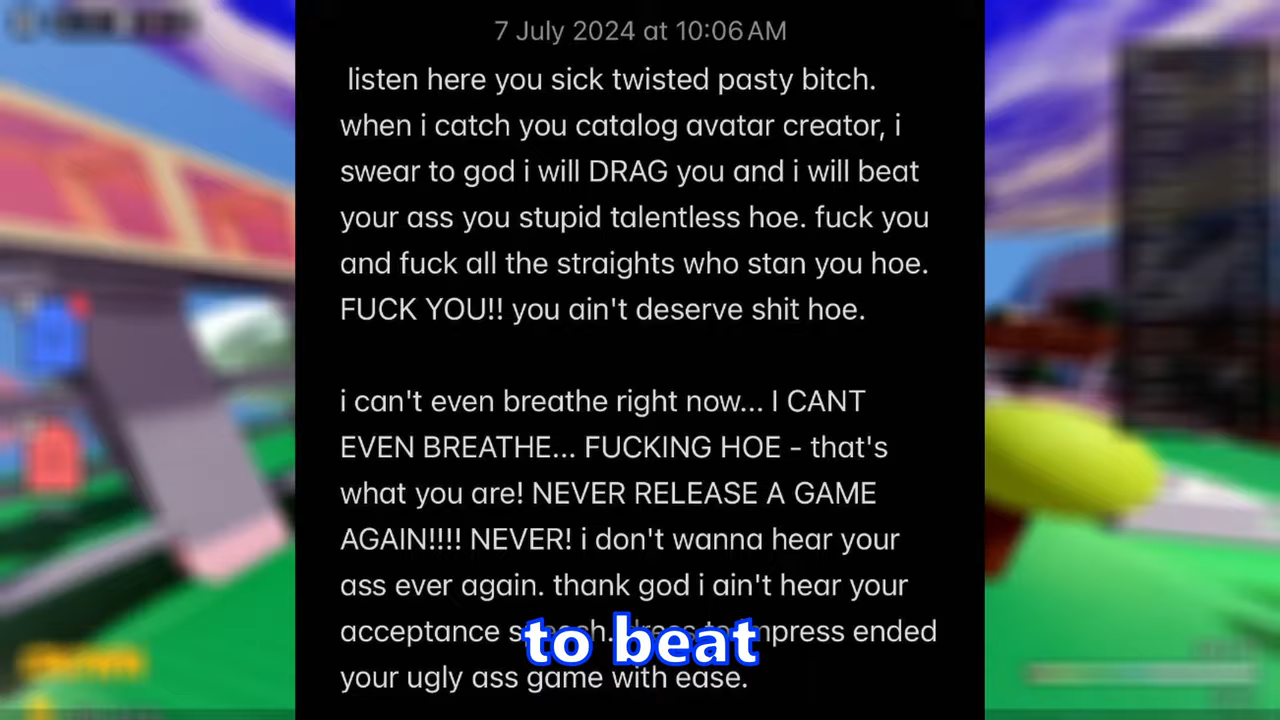 7 July 2024 at 10:06 AM
listen here you sick twisted pasty bitch.
when i catch you catalog avatar creator, i
swear to god i will DRAG you and i will beat
your ass you stupid talentless hoe. fuck you
and fuck all the straights who stan you hoe.
FUCK YOU!! you ain't deserve shit hoe.
i can't even breathe right now... I CANT
EVEN BREATHE... FUCKING HOE - that's
what you are! NEVER RELEASE A GAME
AGAIN!!!! NEVER! i don't wanna hear your
ass ever again. thank god i ain't hear your
acceptance speech. dress to impress ended
to beat
your ugly ass game with ease.